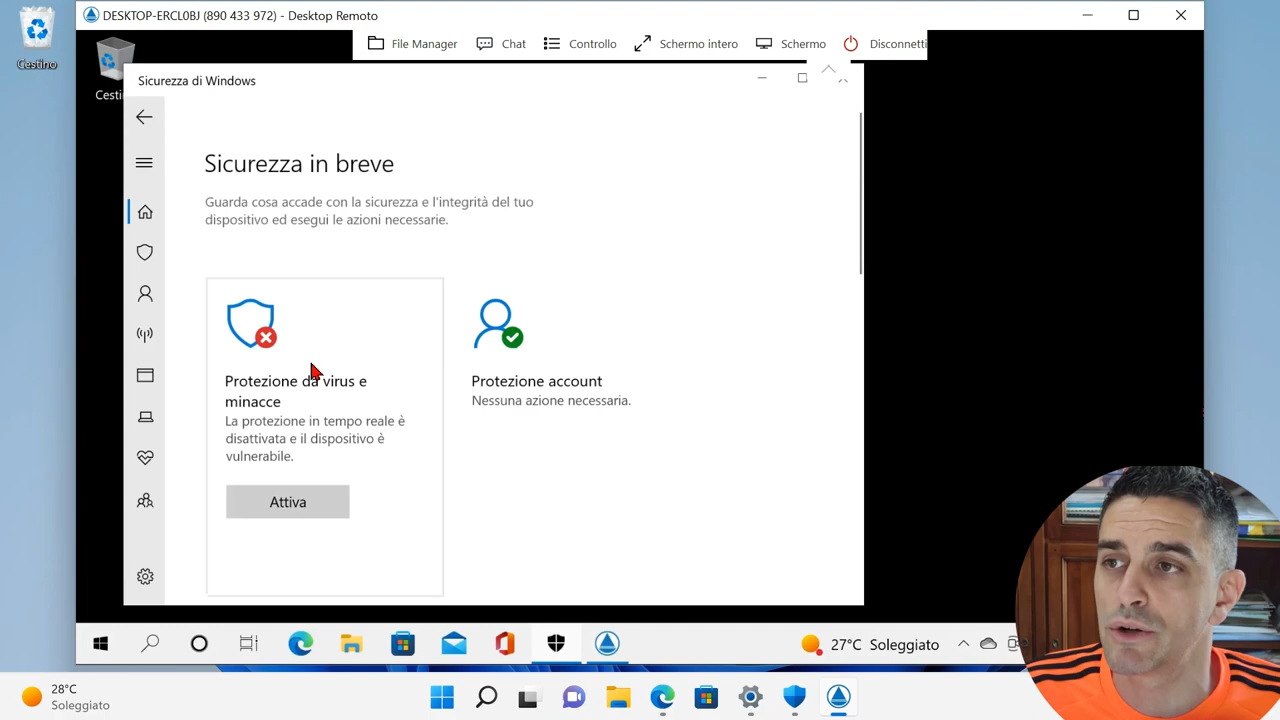 Cestino
DESKTOP-ERCL0BJ (890 433 972) - Desktop Remoto
File Manager
Chat
Controllo
Schermo intero
Schermo
Disconnetti
Cesti
Sicurezza di Windows
Sicurezza in breve
Guarda cosa accade con la sicurezza e l'integrità del tuo
dispositivo ed esegui le azioni necessarie.
Protezione da virus e
minacce
La protezione in tempo reale è
disattivata e il dispositivo è
vulnerabile.
Attiva
Protezione account
Nessuna azione necessaria.
27°C Soleggiato
28°C
Soleggiato